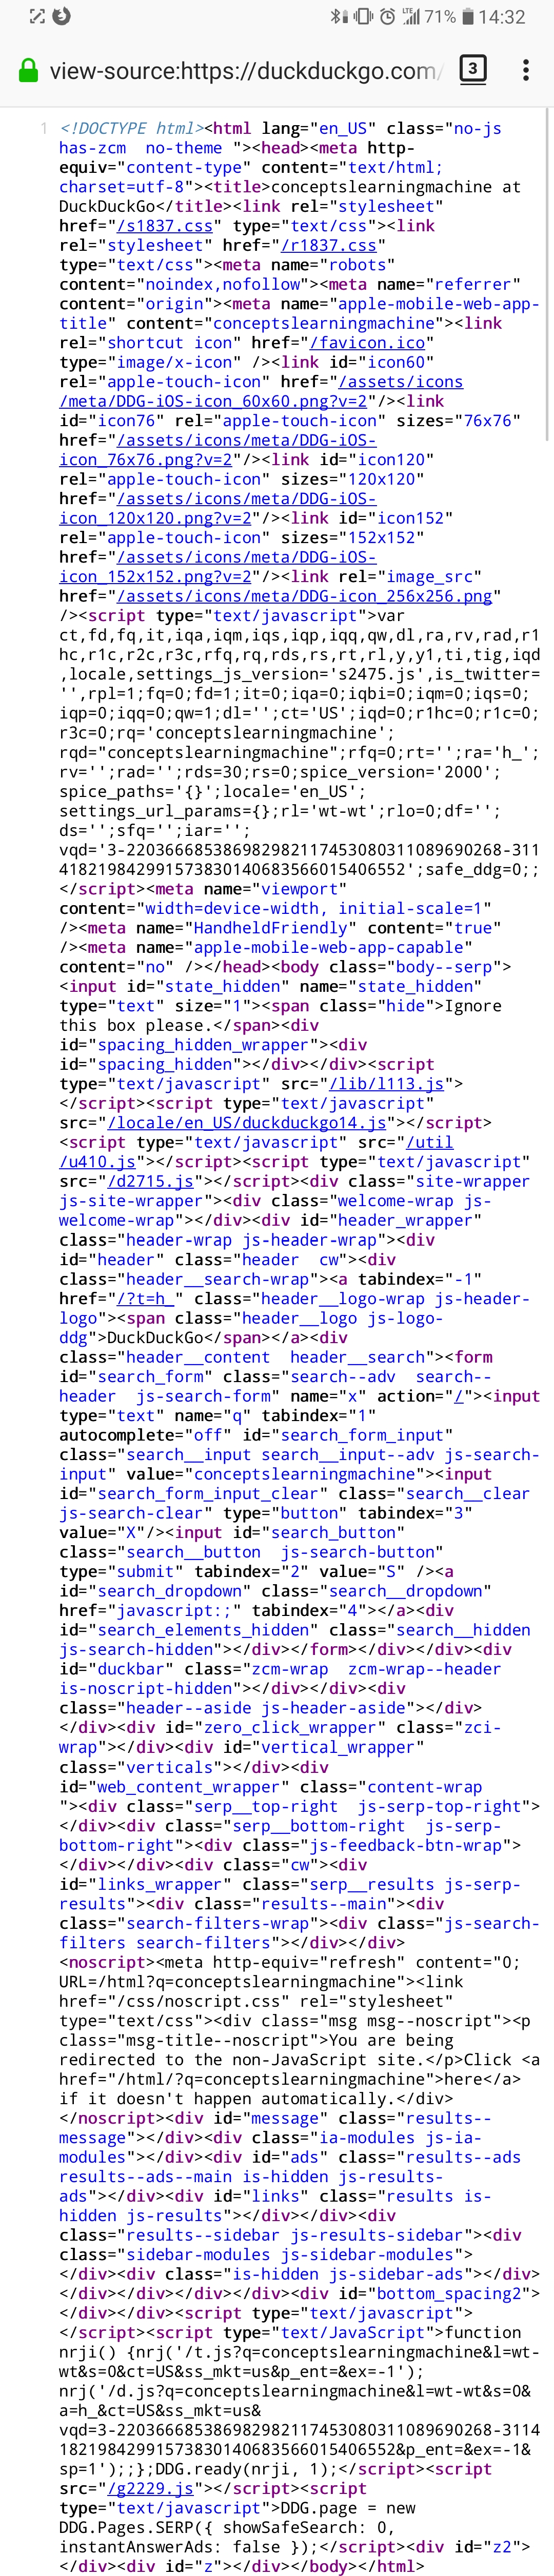 LTE 71% 14:32
view-source:https://duckduckgo.com/ 3
1 <!DOCTYPE html><html lang="en_US" class="no-js
has-zcm  no-theme "><head><meta http-
equiv="content-type" content="text/html;
charset=utf-8"><title>conceptslearningmachine at
DuckDuckGo</title><link rel="stylesheet"
href="/s1837.css" type="text/css"><link
rel="stylesheet" href="/r1837.css"
type="text/css"><meta name="robots"
content="noindex,nofollow"><meta name="referrer"
content="origin"><meta name="apple-mobile-web-app-
title" content="conceptslearningmachine"><link
rel="shortcut icon" href="/favicon.ico"
type="image/x-icon" /><link id="icon60"
rel="apple-touch-icon" href="/assets/icons
/meta/DDG-iOS-icon_60x60.png?v=2"/><link
id="icon76" rel="apple-touch-icon" sizes="76x76"
href="/assets/icons/meta/DDG-iOS-
icon_76x76.png?v=2"/><link id="icon120"
rel="apple-touch-icon" sizes="120x120"
href="/assets/icons/meta/DDG-iOS-
icon_120x120.png?v=2"/><link id="icon152"
rel="apple-touch-icon" sizes="152x152"
href="/assets/icons/meta/DDG-iOS-
icon_152x152.png?v=2"/><link rel="image_src"
href="/assets/icons/meta/DDG-icon_256x256.png"
/><script type="text/javascript">var
ct,fd,fq,it,iqa,iqm,iqs,iqp,iqq,qw,dl,ra,rv,rad,r1
hc,r1c,r2c,r3c,rfq,rq,rds,rs,rt,rl,y,y1,ti,tig,iqd
,locale,settings_js_version='s2475.js',is_twitter=
'',rpl=1;fq=0;fd=1;it=0;iqa=0;iqbi=0;iqm=0;iqs=0;
iqp=0;iqq=0;qw=1;dl='';ct='US';iqd=0;r1hc=0;r1c=0;
r3c=0;rq='conceptslearningmachine';
rqd="conceptslearningmachine";rfq=0;rt='';ra='h_';
rv='';rad='';rds=30;rs=0;spice_version='2000';
spice_paths='{}';locale='en_US';
settings_url_params={};rl='wt-wt';rlo=0;df='';
ds='';sfq='';iar='';
vqd='3-220366685386982982117453080311089690268-311
4182198429915738301406835660154065­52';safe_ddg=0;;
</script><meta name="viewport"
content="width=device-width, initial-scale=1"
/><meta name="HandheldFriendly" content="true"
/><meta name="apple-mobile-web-app-capable"
content="no" /></head><body class="body--serp">
<input id="state_hidden" name="state_hidden"
type="text" size="1"><span class="hide">Ignore
this box please.</span><div
id="spacing_hidden_wrapper"><div
id="spacing_hidden"></div></div><script
type="text/javascript" src="/lib/l113.js">
</script><script type="text/javascript"
src="/locale/en_US/duckduckgo14.js"></script>
<script type="text/javascript" src="/util
/u410.js"></script><script type="text/javascript"
src="/d2715.js"></script><div class="site-wrapper
js-site-wrapper"><div class="welcome-wrap js-
welcome-wrap"></div><div id="header_wrapper"
class="header-wrap js-header-wrap"><div
id="header" class="header  cw"><div
class="header__search-wrap"><a tabindex="-1"
href="/?t=h_" class="header__logo-wrap js-header-
logo"><span class="header__logo js-logo-
ddg">DuckDuckGo</span></a><div
class="header__content  header__search"><form
id="search_form" class="search--adv  search--
header  js-search-form" name="x" action="/"><input
type="text" name="q" tabindex="1"
autocomplete="off" id="search_form_input"
class="search__input search__input--adv js-search-
input" value="conceptslearningmachine"><input
id="search_form_input_clear" class="search__clear
js-search-clear" type="button" tabindex="3"
value="X"/><input id="search_button"
class="search__button  js-search-button"
type="submit" tabindex="2" value="S" /><a
id="search_dropdown" class="search__dropdown"
href="javascript:;" tabindex="4"></a><div
id="search_elements_hidden" class="search__hidden
js-search-hidden"></div></form></div></div><div
id="duckbar" class="zcm-wrap  zcm-wrap--header
is-noscript-hidden"></div></div><div
class="header--aside js-header-aside"></div>
</div><div id="zero_click_wrapper" class="zci-
wrap"></div><div id="vertical_wrapper"
class="verticals"></div><div
id="web_content_wrapper" class="content-wrap
"><div class="serp__top-right  js-serp-top-right">
</div><div class="serp__bottom-right  js-serp-
bottom-right"><div class="js-feedback-btn-wrap">
</div></div><div class="cw"><div
id="links_wrapper" class="serp__results js-serp-
results"><div class="results--main"><div
class="search-filters-wrap"><div class="js-search-
filters search-filters"></div></div>
<noscript><meta http-equiv="refresh" content="0;
URL=/html?q=conceptslearningmachine"><link
href="/css/noscript.css" rel="stylesheet"
type="text/css"><div class="msg msg--noscript"><p
class="msg-title--noscript">You are being
redirected to the non-JavaScript site.</p>Click <a
href="/html/?q=conceptslearningmachine">here</a>
if it doesn't happen automatically.</div>
</noscript><div id="message" class="results--
message"></div><div class="ia-modules js-ia-
modules"></div><div id="ads" class="results--ads
results--ads--main is-hidden js-results-
ads"></div><div id="links" class="results is-
hidden js-results"></div></div><div
class="results--sidebar js-results-sidebar"><div
class="sidebar-modules js-sidebar-modules">
</div><div class="is-hidden js-sidebar-ads"></div>
</div></div></div></div><div id="bottom_spacing2">
</div></div><script type="text/javascript">
</script><script type="text/JavaScript">function
nrji() {nrj('/t.js?q=conceptslearningmachine&l=wt-
wt&s=0&ct=US&ss_mkt=us&p_ent=&ex=-1');
nrj('/d.js?q=conceptslearningmachine&l=wt-wt&s=0&
a=h_&ct=US&ss_mkt=us&
vqd=3-220366685386982982117453080311089690268-3114
182198429915738301406835660154065­52&p_ent=&ex=-1&
sp=1');;};DDG.ready(nrji, 1);</script><script
src="/g2229.js"></script><script
type="text/javascript">DDG.page = new
DDG.Pages.SERP({ showSafeSearch: 0,
instantAnswerAds: false });</script><div id="z2">
</div><div id="z"></div></body></html>